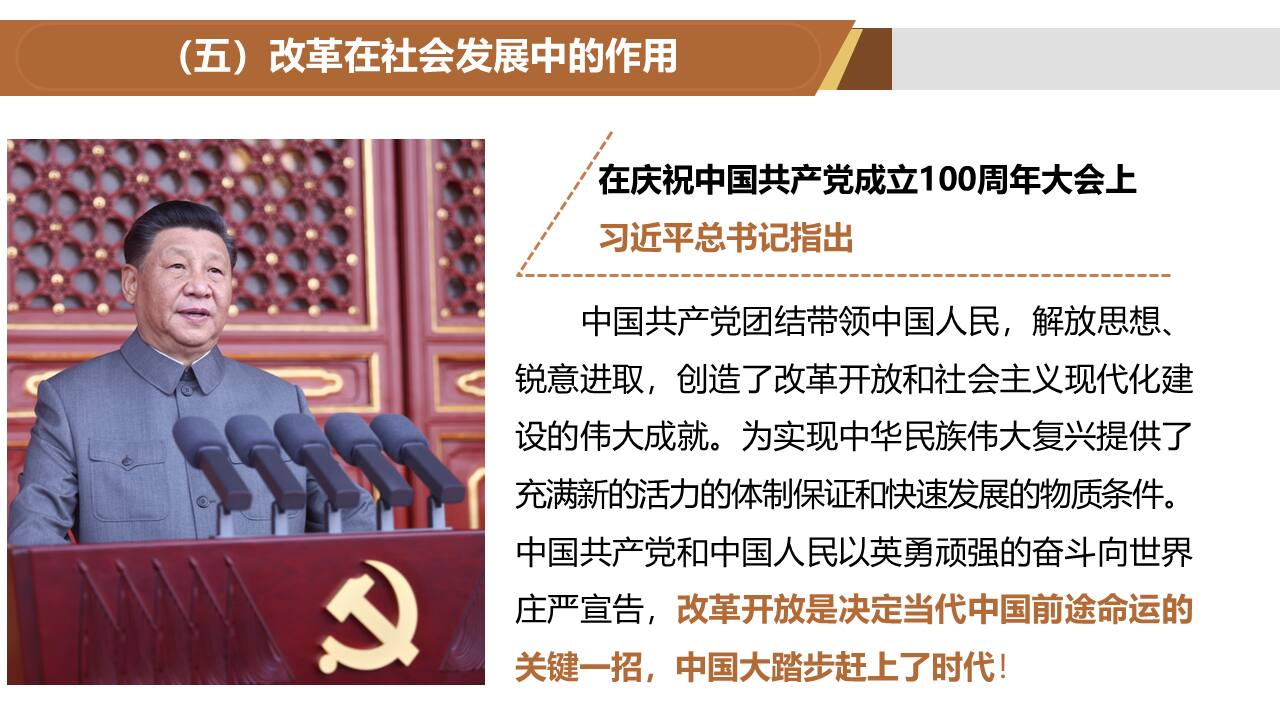 （五）改革在社会发展中的作用
在庆祝中国共产党成立100周年大会上
习近平总书记指出
中国共产党团结带领中国人民，解放思想、
锐意进取，创造了改革开放和社会主义现代化建
设的伟大成就。为实现中华民族伟大复兴提供了
充满新的活力的体制保证和快速发展的物质条件。
中国共产党和中国人民以英勇顽强的奋斗向世界
庄严宣告，改革开放是决定当代中国前途命运的
关键一招，中国大踏步赶上了时代！